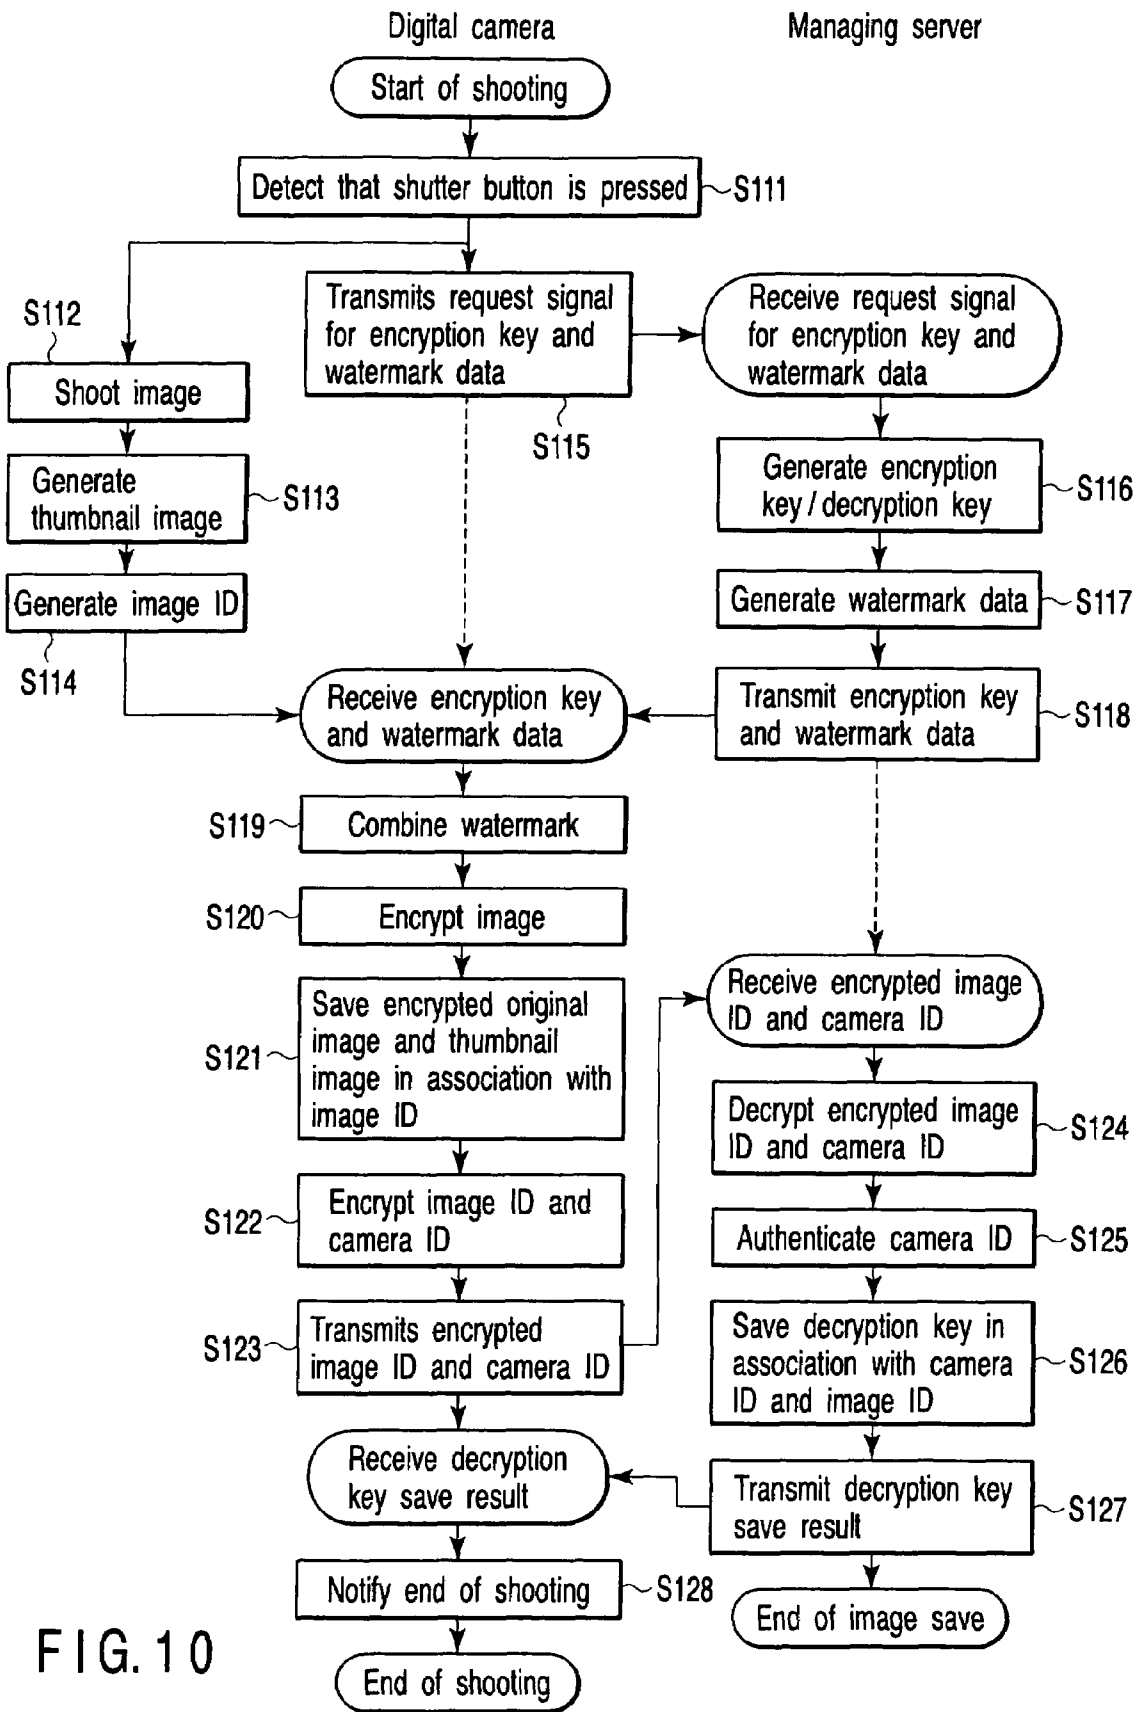 Digital camera
Managing server
Start of shooting
Detect that shutter button is pressed
S111
S112
Shoot image
Generate
thumbnail image
S113
Generate image ID
S114
Transmits request signal
for encryption key and
watermark data
S115
Receive request signal
for encryption key and
watermark data
Generate encryption
key / decryption key
S116
Generate watermark data
S117
Transmit encryption key
and watermark data
S118
Receive encryption key
and watermark data
S119
Combine watermark
S120
Encrypt image
S121
Save encrypted original
image and thumbnail
image in association with
image ID
S122
Encrypt image ID and
camera ID
S123
Transmits encrypted
image ID and camera ID
Receive encrypted image
ID and camera ID
Decrypt encrypted image
ID and camera ID
S124
Authenticate camera ID
S125
Save decryption key in
association with camera
ID and image ID
S126
Transmit decryption key
save result
S127
End of image save
Receive decryption
key save result
Notify end of shooting
S128
End of shooting
FIG. 10